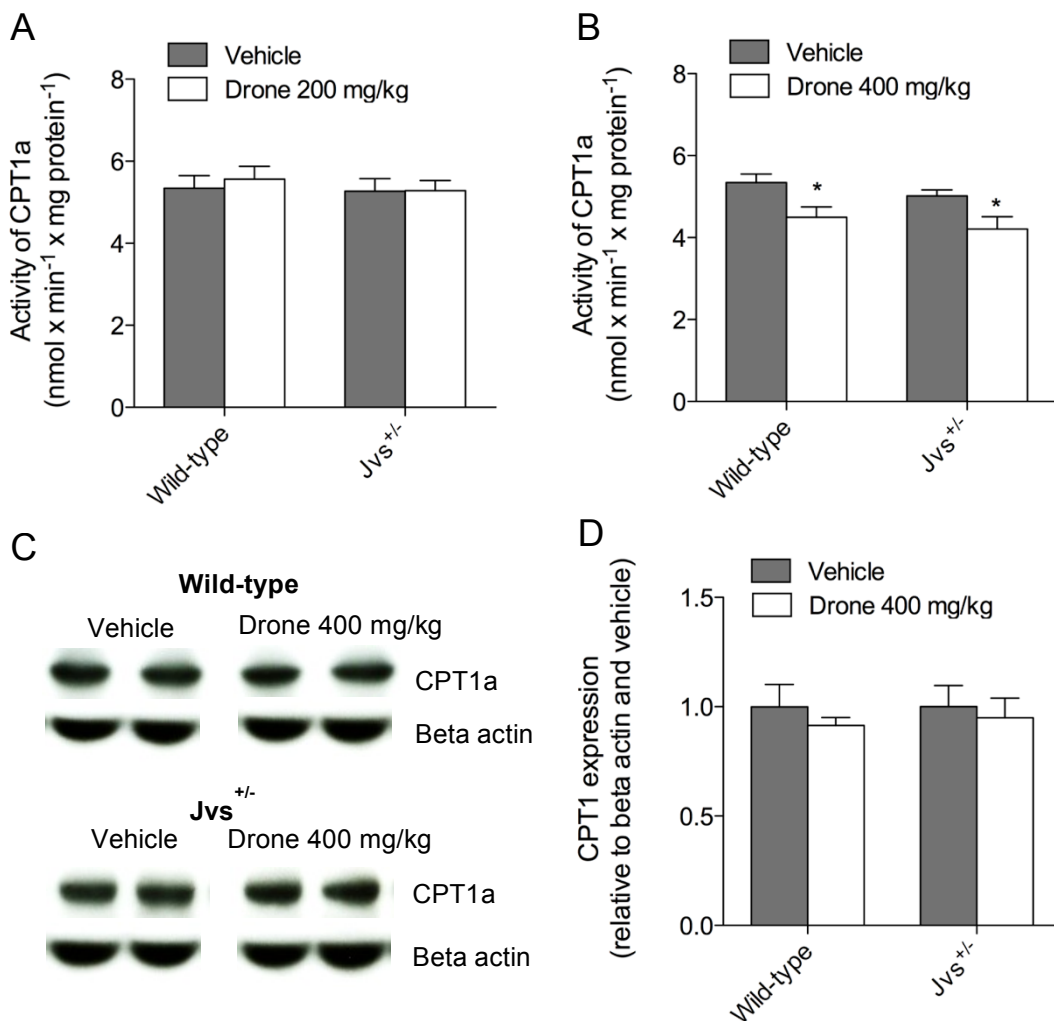 A
Vehicle
Drone 200 mg/kg
Activity of CPT1a
(nmol x min⁻¹ x mg protein⁻¹)
8
6
4
2
0
Wild-type
Jvs⁺/⁻
B
Vehicle
Drone 400 mg/kg
Activity of CPT1a
(nmol x min⁻¹ x mg protein⁻¹)
8
6
4
2
0
*
*
Wild-type
Jvs⁺/⁻
C
Wild-type
Vehicle
Drone 400 mg/kg
CPT1a
Beta actin
Jvs⁺/⁻
Vehicle
Drone 400 mg/kg
CPT1a
Beta actin
D
Vehicle
Drone 400 mg/kg
CPT1 expression
(relative to beta actin and vehicle)
1.5
1.0
0.5
0.0
Wild-type
Jvs⁺/⁻